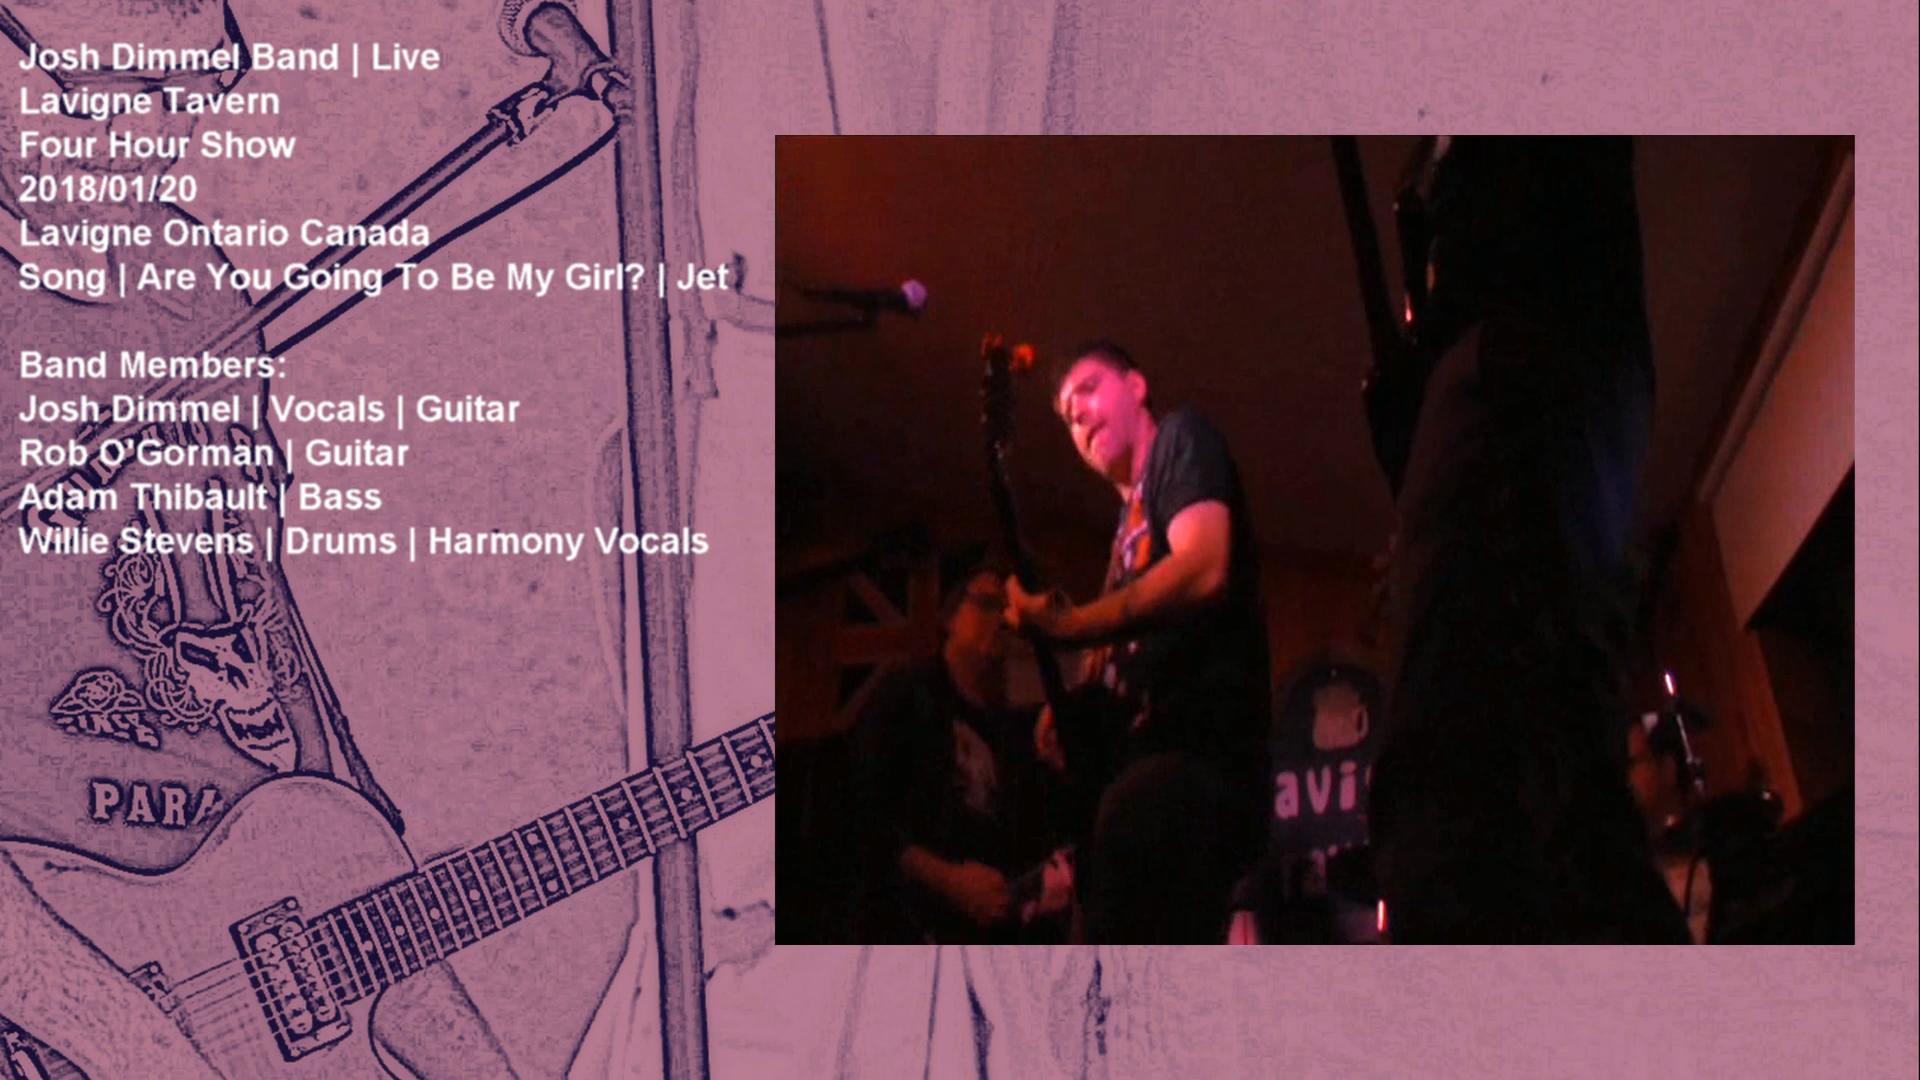 Josh Dimmel Band | Live
Lavigne Tavern
Four Hour Show
2018/01/20
Lavigne Ontario Canada
Song | Are You Going To Be My Girl? | Jet
Band Members:
Josh Dimmel | Vocals | Guitar
Rob O'Gorman | Guitar
Adam Thibault | Bass
Willie Stevens | Drums | Harmony Vocals
PARA
avi